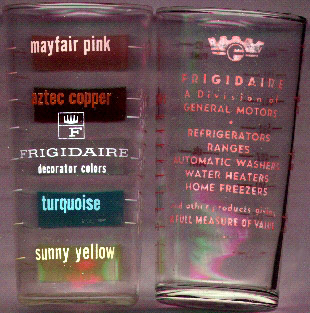 mayfair pink
aztec copper
F
FRIGIDAIRE
decorator colors
turquoise
sunny yellow
F
FRIGIDAIRE
A Division of
GENERAL MOTORS
REFRIGERATORS
RANGES
AUTOMATIC WASHERS
WATER HEATERS
HOME FREEZERS
and other products giving
A FULL MEASURE OF VALUE